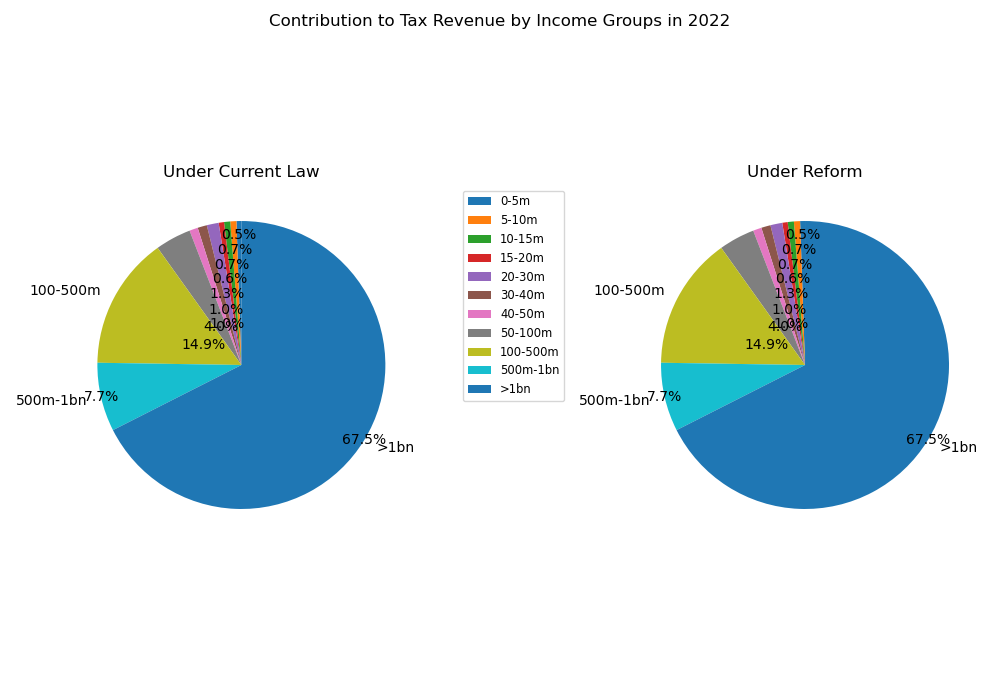 Contribution to Tax Revenue by Income Groups in 2022
Under Current Law
0.5%
0.7%
0.7%
0.6%
1.3%
1.0%
1.0%
4.0%
14.9%
7.7%
67.5%
100-500m
500m-1bn
>1bn
0-5m
5-10m
10-15m
15-20m
20-30m
30-40m
40-50m
50-100m
100-500m
500m-1bn
>1bn
Under Reform
0.5%
0.7%
0.7%
0.6%
1.3%
1.0%
1.0%
4.0%
14.9%
7.7%
67.5%
100-500m
500m-1bn
>1bn